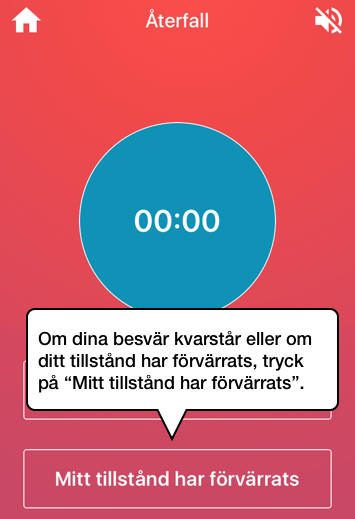 Återfall
00:00
Om dina besvär kvarstår eller om
ditt tillstånd har förvärrats, tryck
på “Mitt tillstånd har förvärrats”.
Mitt tillstånd har förvärrats